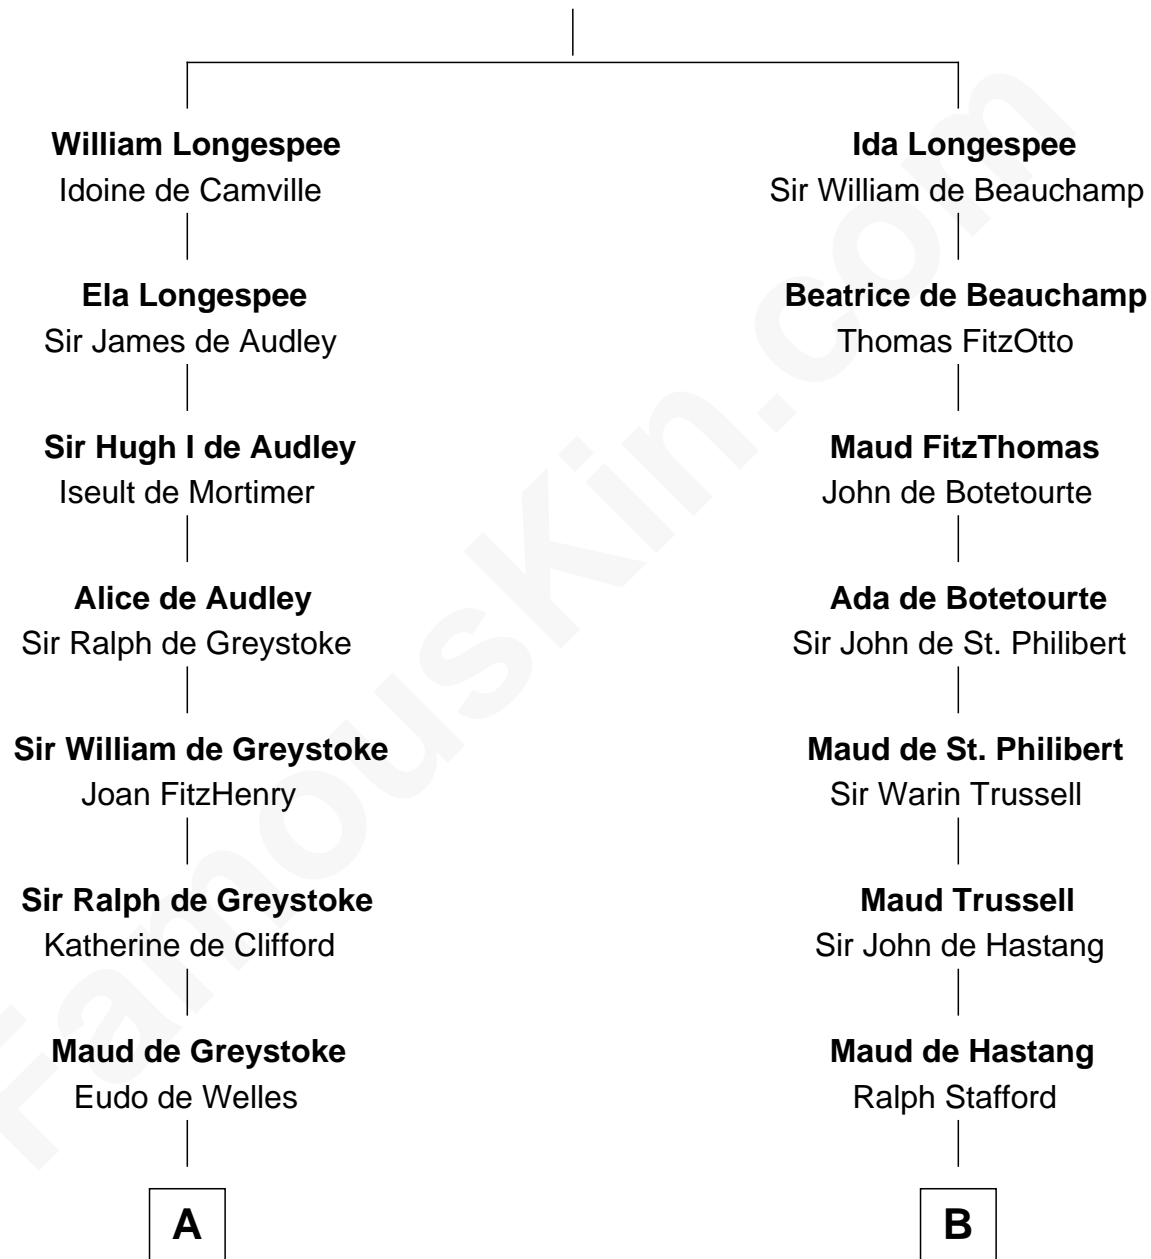 William Longespee
Idoine de Camville
Ida Longespee
Sir William de Beauchamp
Ela Longespee
Sir James de Audley
Beatrice de Beauchamp
Thomas FitzOtto
Sir Hugh I de Audley
Iseult de Mortimer
Maud FitzThomas
John de Botetourte
Alice de Audley
Sir Ralph de Greystoke
Ada de Botetourte
Sir John de St. Philibert
Sir William de Greystoke
Joan FitzHenry
Maud de St. Philibert
Sir Warin Trussell
Sir Ralph de Greystoke
Katherine de Clifford
Maud Trussell
Sir John de Hastang
Maud de Greystoke
Eudo de Welles
Maud de Hastang
Ralph Stafford
A
B
FamousKin.com